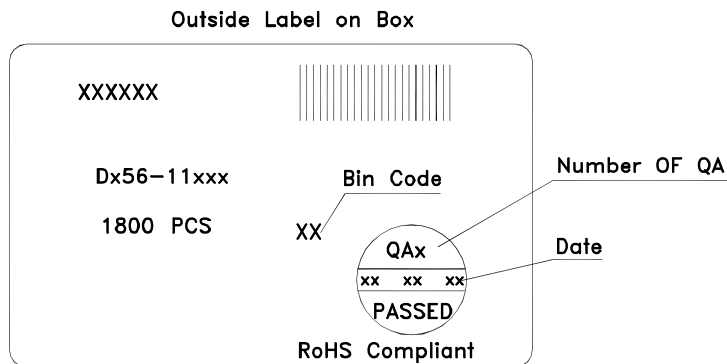 Outside Label on Box
XXXXXX
Dx56-11xxx
Bin Code
Number OF QA
1800 PCS
XX
QAx
Date
xx xx xx
PASSED
RoHS Compliant